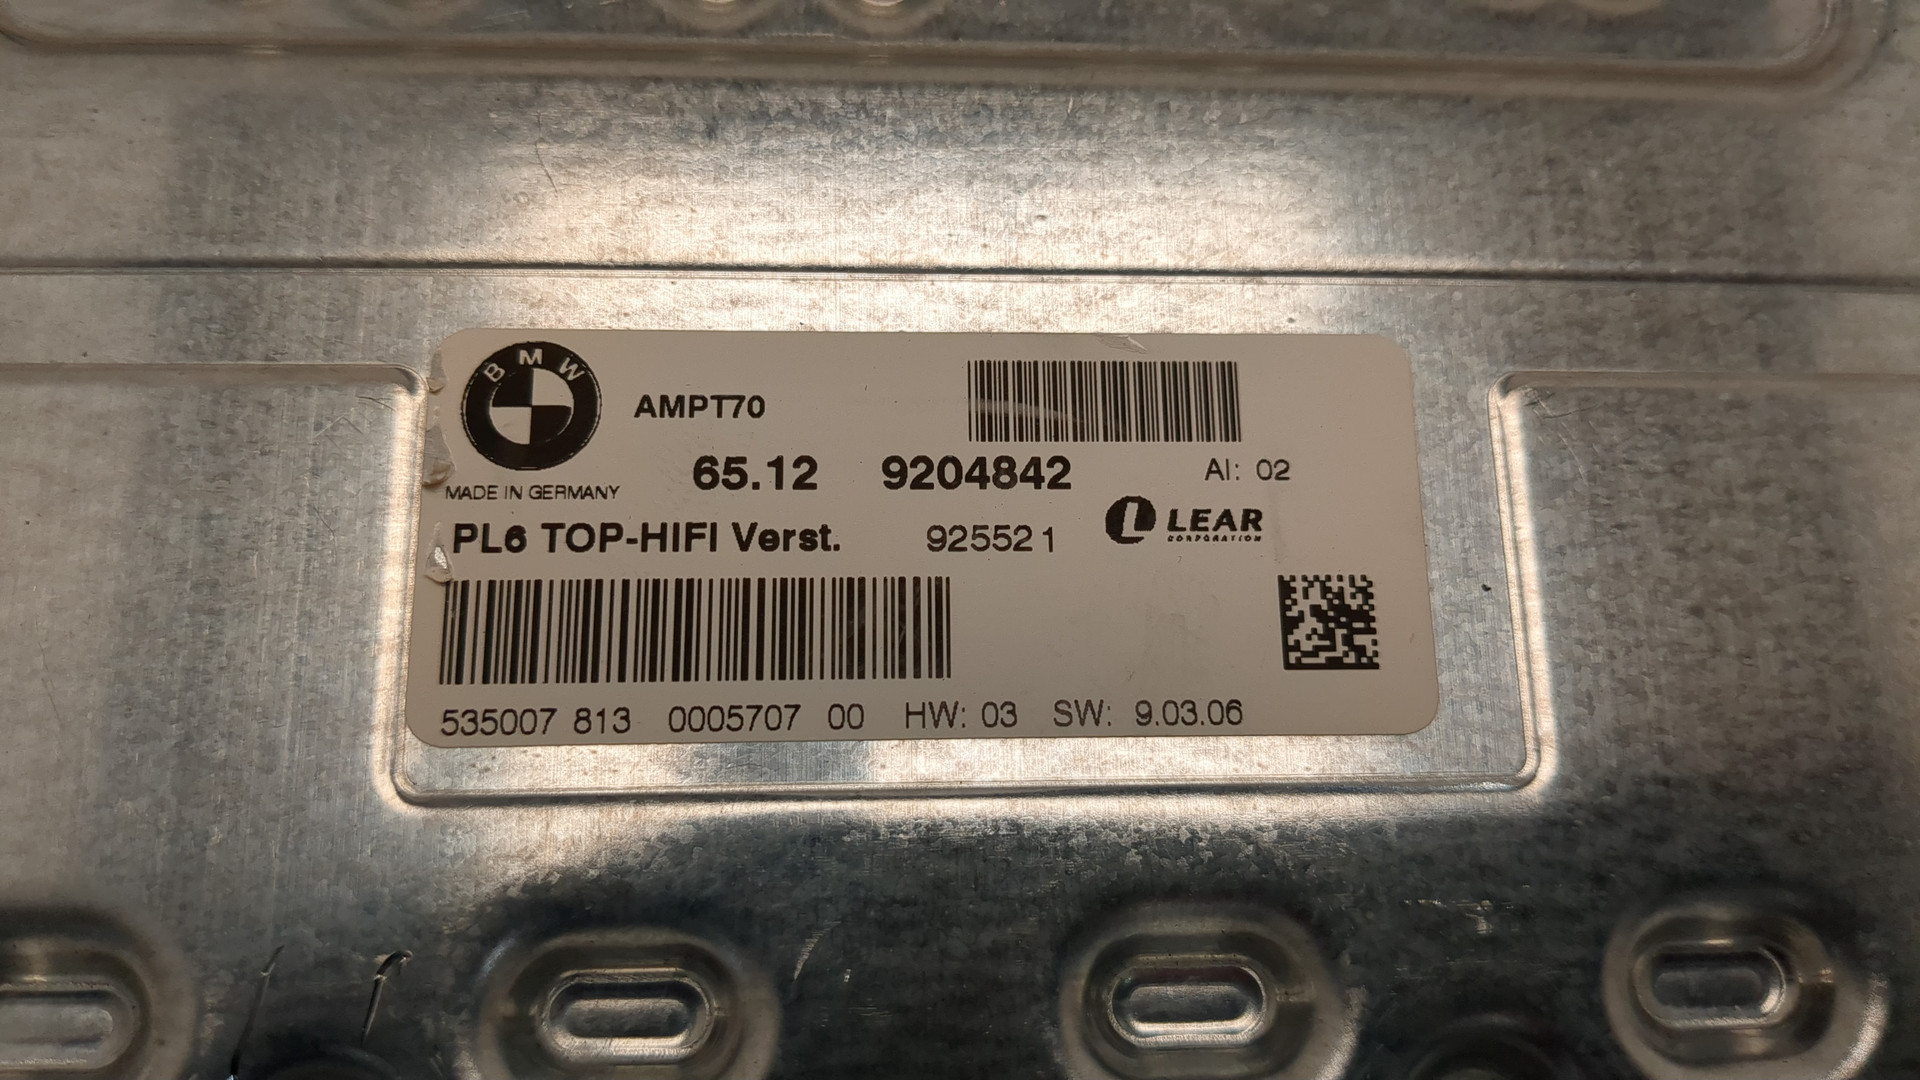 BMW
AMPT70
65.12 9204842 AI: 02
MADE IN GERMANY
PL6 TOP-HIFI Verst. 925521 LEAR
CORPORATION
535007 813 0005707 00 HW: 03 SW: 9.03.06